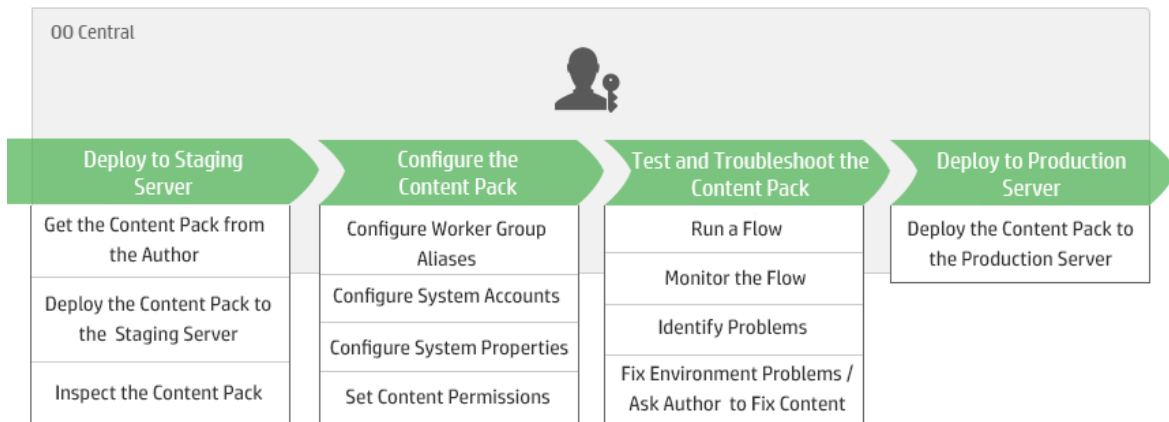 OO Central
Deploy to Staging
Server
Configure the
Content Pack
Test and Troubleshoot the
Content Pack
Deploy to Production
Server
Get the Content Pack from
the Author
Deploy the Content Pack to
the Staging Server
Inspect the Content Pack
Configure Worker Group
Aliases
Configure System Accounts
Configure System Properties
Set Content Permissions
Run a Flow
Monitor the Flow
Identify Problems
Fix Environment Problems /
Ask Author to Fix Content
Deploy the Content Pack to
the Production Server